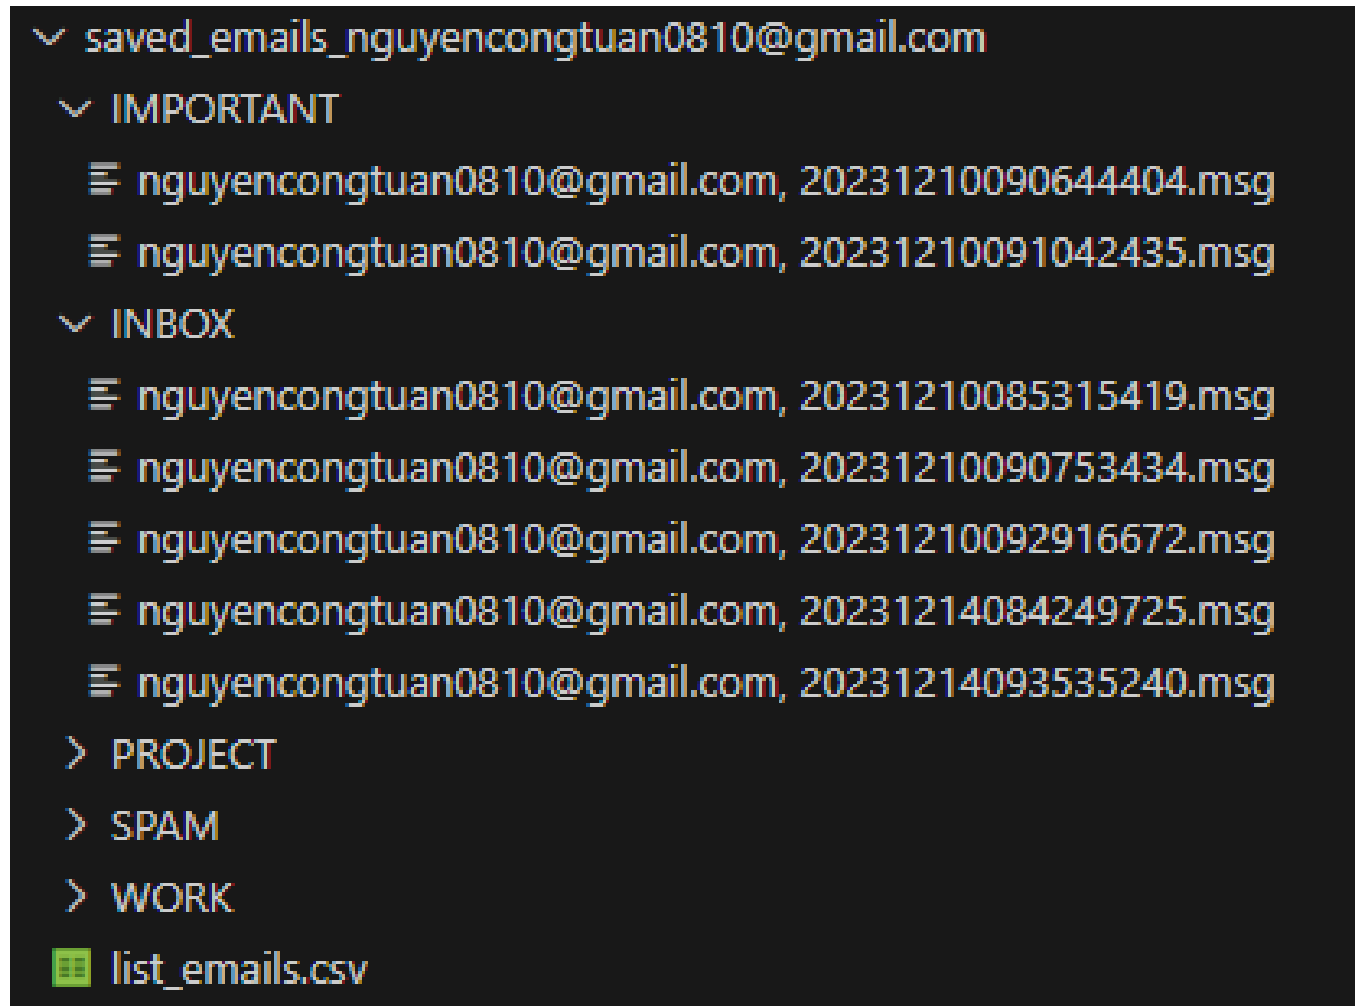 saved_emails_nguyencongtuan0810@gmail.com
IMPORTANT
nguyencongtuan0810@gmail.com, 20231210090644404.msg
nguyencongtuan0810@gmail.com, 20231210091042435.msg
INBOX
nguyencongtuan0810@gmail.com, 20231210085315419.msg
nguyencongtuan0810@gmail.com, 20231210090753434.msg
nguyencongtuan0810@gmail.com, 20231210092916672.msg
nguyencongtuan0810@gmail.com, 20231214084249725.msg
nguyencongtuan0810@gmail.com, 20231214093535240.msg
PROJECT
SPAM
WORK
list_emails.csv